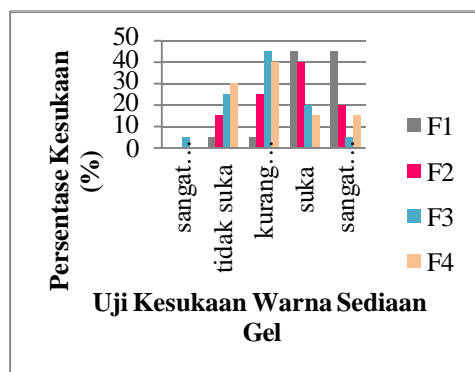 Persentase Kesukaan
(%)
50
40
30
20
10
0
sangat…
tidak suka
kurang…
suka
sangat…
Uji Kesukaan Warna Sediaan
Gel
F1
F2
F3
F4